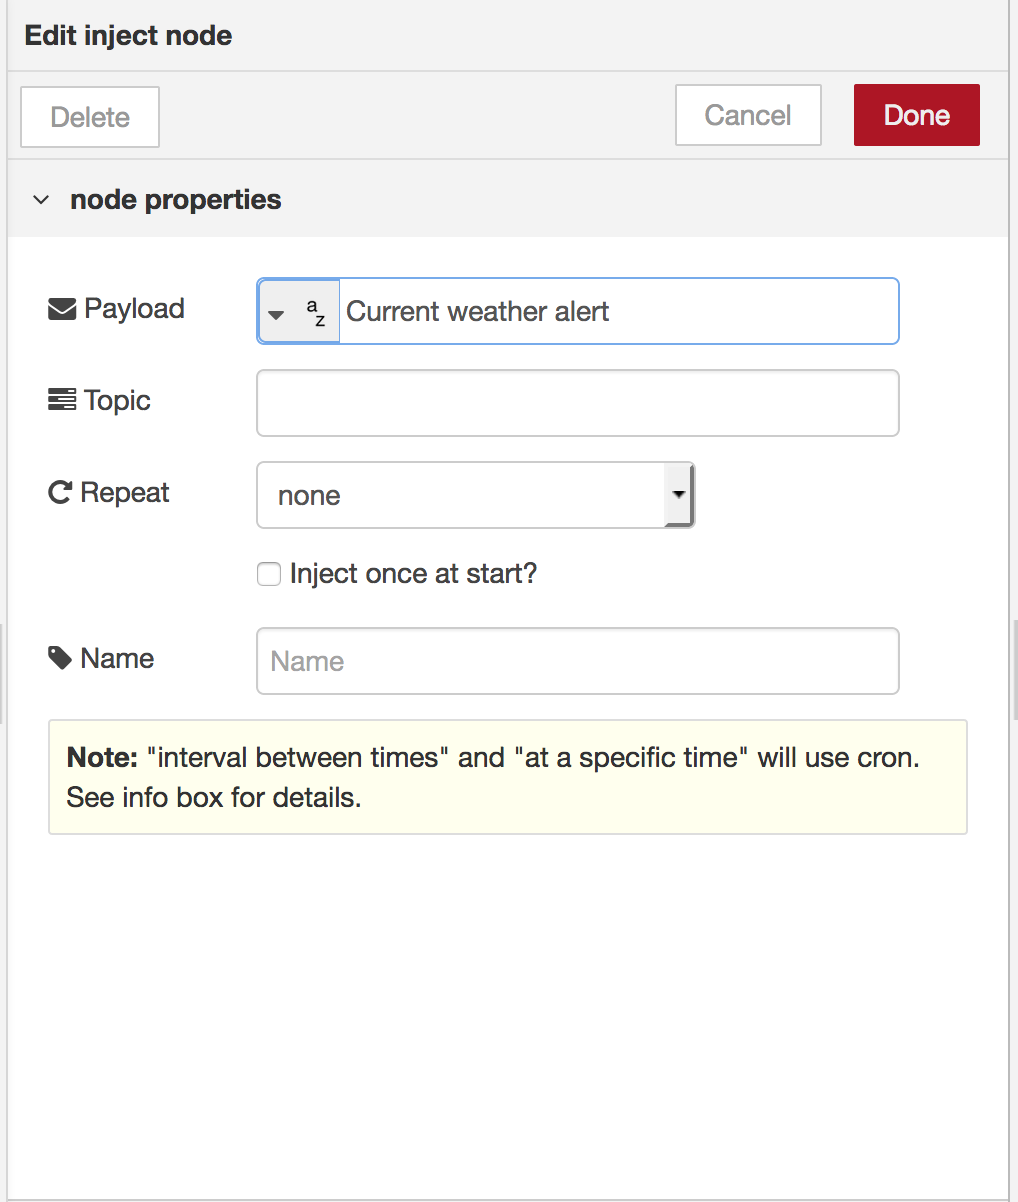 Edit inject node
Delete
Cancel
Done
node properties
Payload
a
z
Current weather alert
Topic
Repeat
none
Inject once at start?
Name
Name
Note: "interval between times" and "at a specific time" will use cron.
See info box for details.